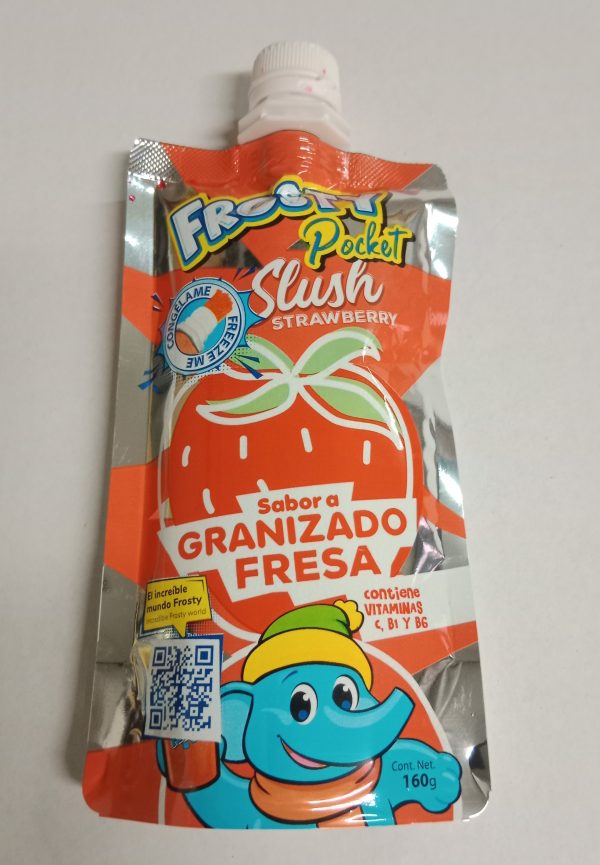 FROSTY
Pocket
Slush
STRAWBERRY
CONGÉLAME
FREEZE ME
Sabor a
GRANIZADO
FRESA
contiene
VITAMINAS
C, B1 Y B6
El increíble
mundo Frosty
Incredible Frosty world
Cont. Net.
160g